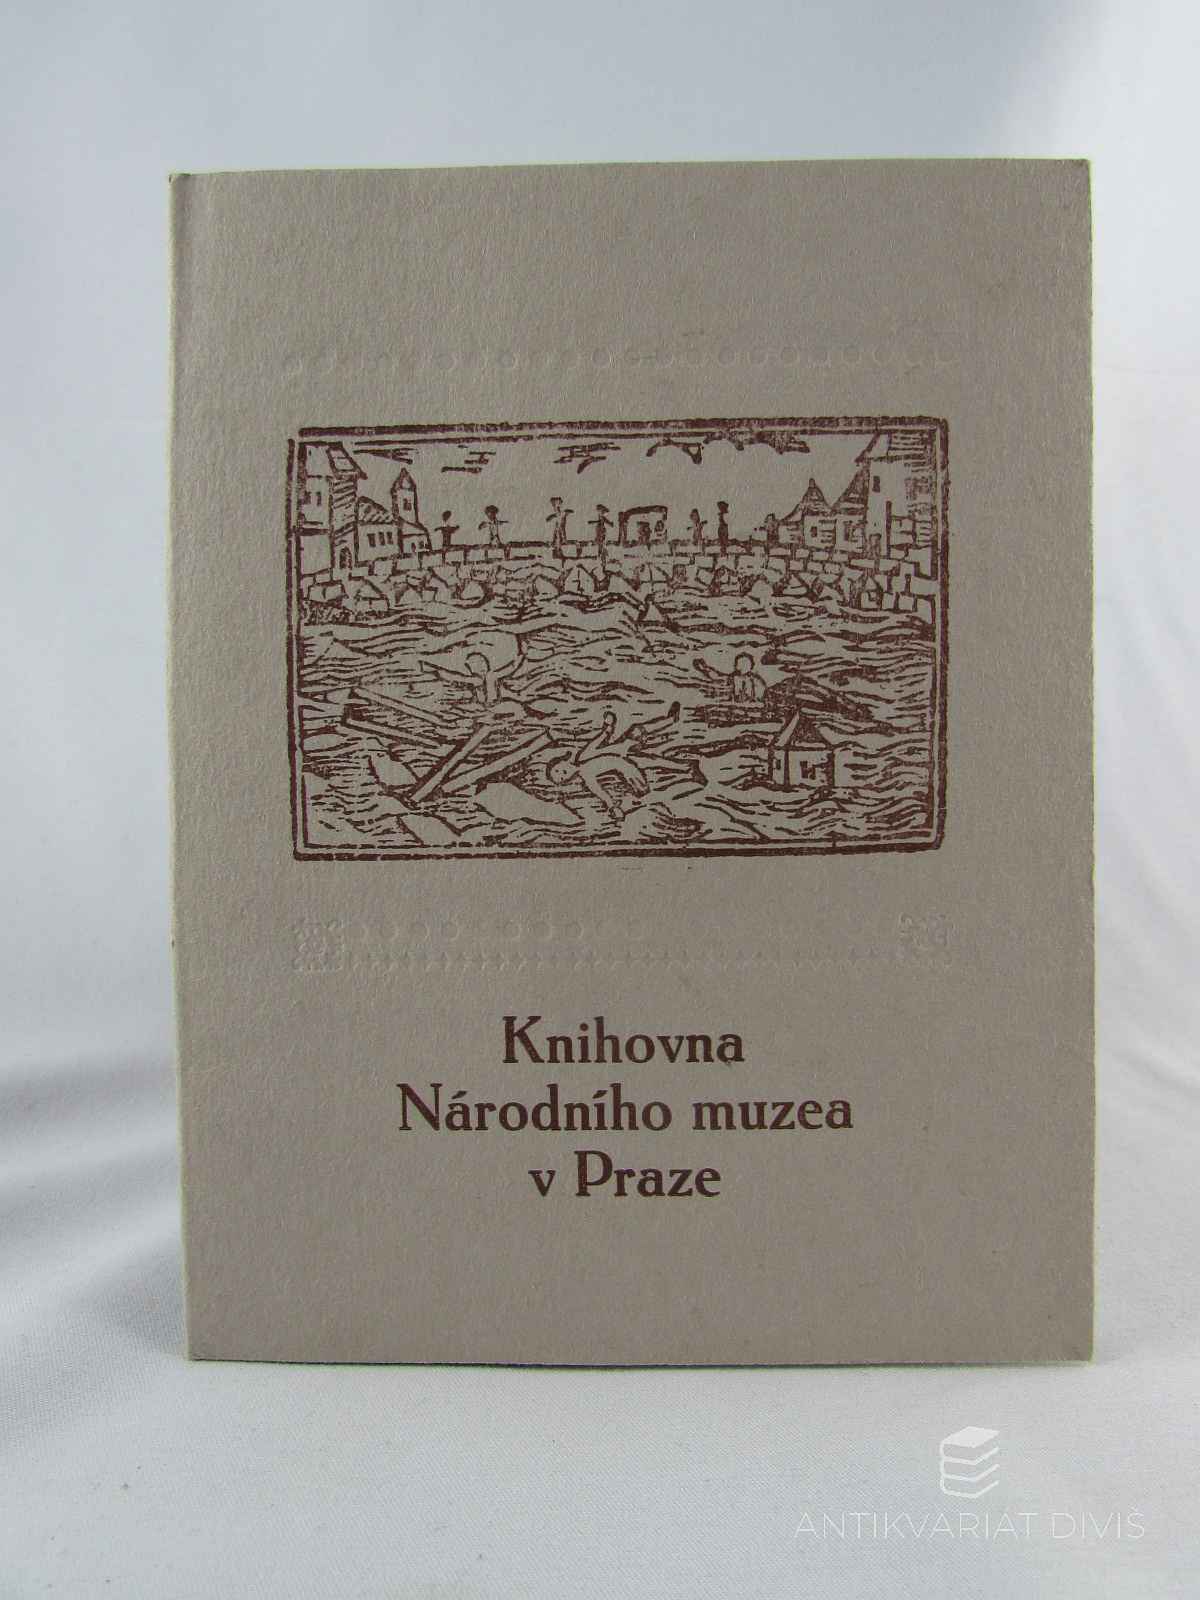 Knihovna
Národního muzea
v Praze
ANTIKVARIÁT DIVIŠ